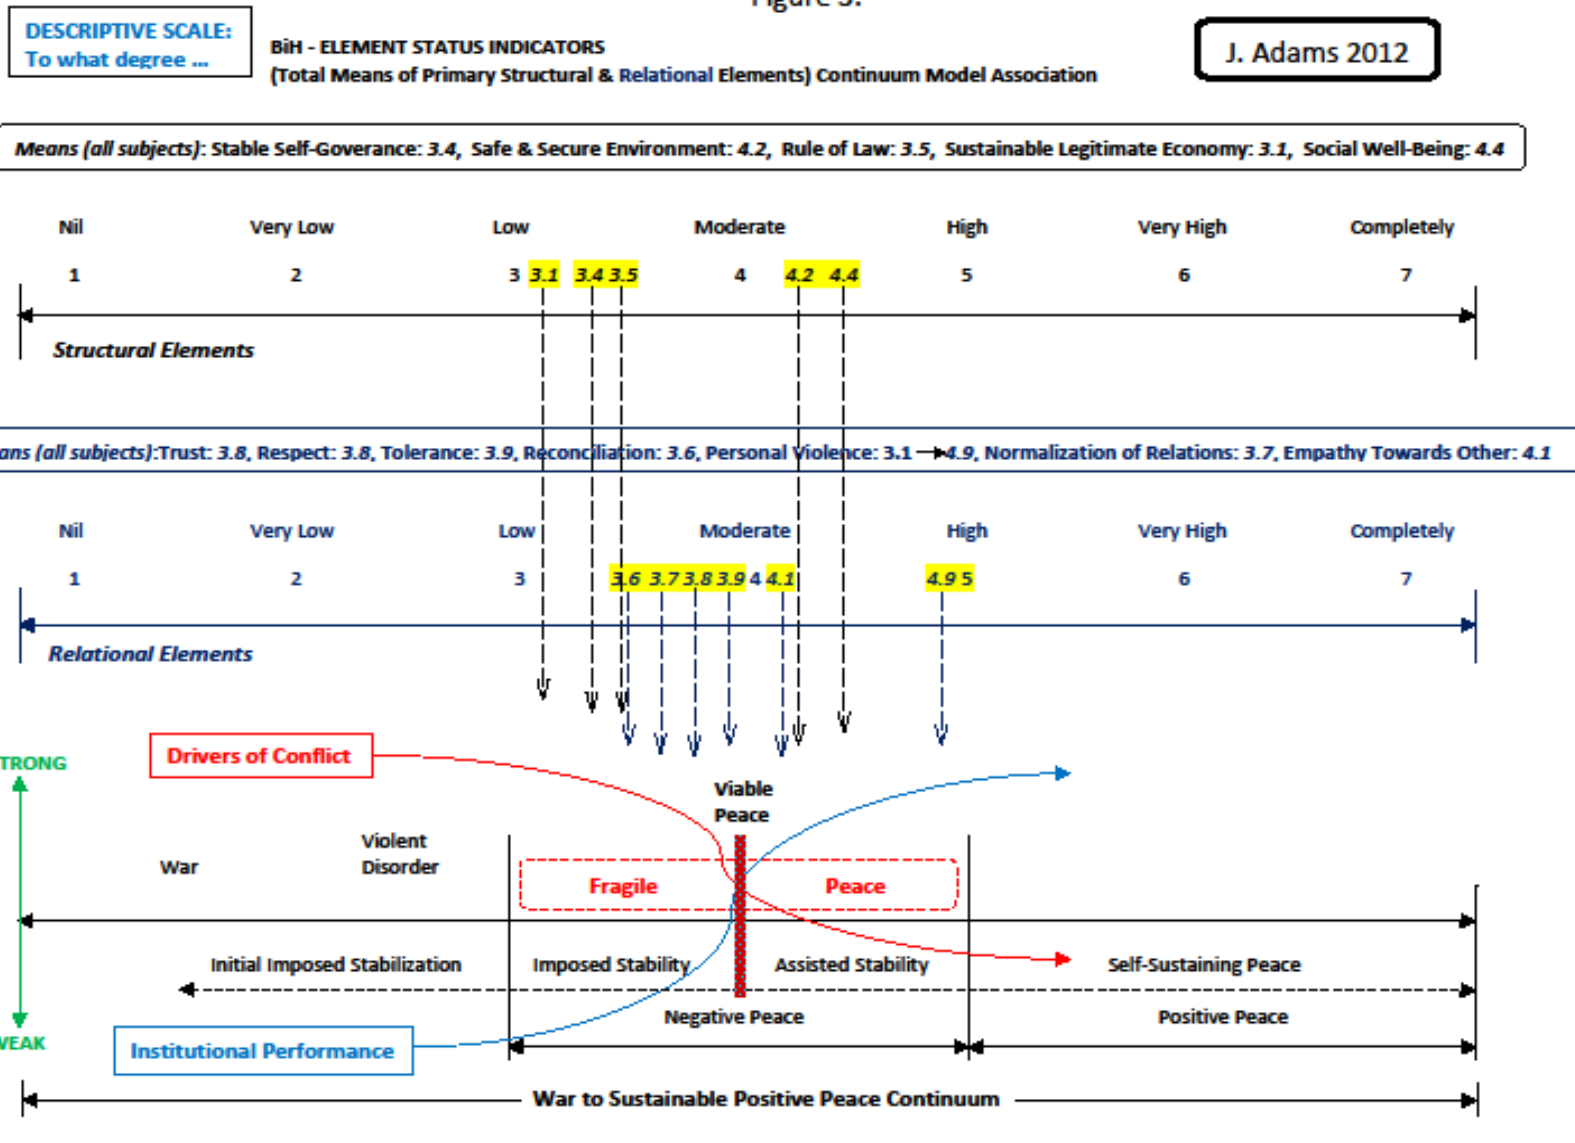 Figure 3.
DESCRIPTIVE SCALE:
To what degree ...
BiH - ELEMENT STATUS INDICATORS
(Total Means of Primary Structural & Relational Elements) Continuum Model Association
J. Adams 2012
Means (all subjects): Stable Self-Goverance: 3.4, Safe & Secure Environment: 4.2, Rule of Law: 3.5, Sustainable Legitimate Economy: 3.1, Social Well-Being: 4.4
Nil Very Low Low Moderate High Very High Completely
1 2 3 3.1 3.4 3.5 4 4.2 4.4 5 6 7
Structural Elements
ans (all subjects):Trust: 3.8, Respect: 3.8, Tolerance: 3.9, Reconciliation: 3.6, Personal Violence: 3.1 → 4.9, Normalization of Relations: 3.7, Empathy Towards Other: 4.1
Nil Very Low Low Moderate High Very High Completely
1 2 3 3.6 3.7 3.8 3.9 4 4.1 4.9 5 6 7
Relational Elements
TRONG
Drivers of Conflict
Viable
Peace
War
Violent
Disorder
Fragile Peace
Initial Imposed Stabilization Imposed Stability Assisted Stability Self-Sustaining Peace
Negative Peace Positive Peace
WEAK
Institutional Performance
War to Sustainable Positive Peace Continuum